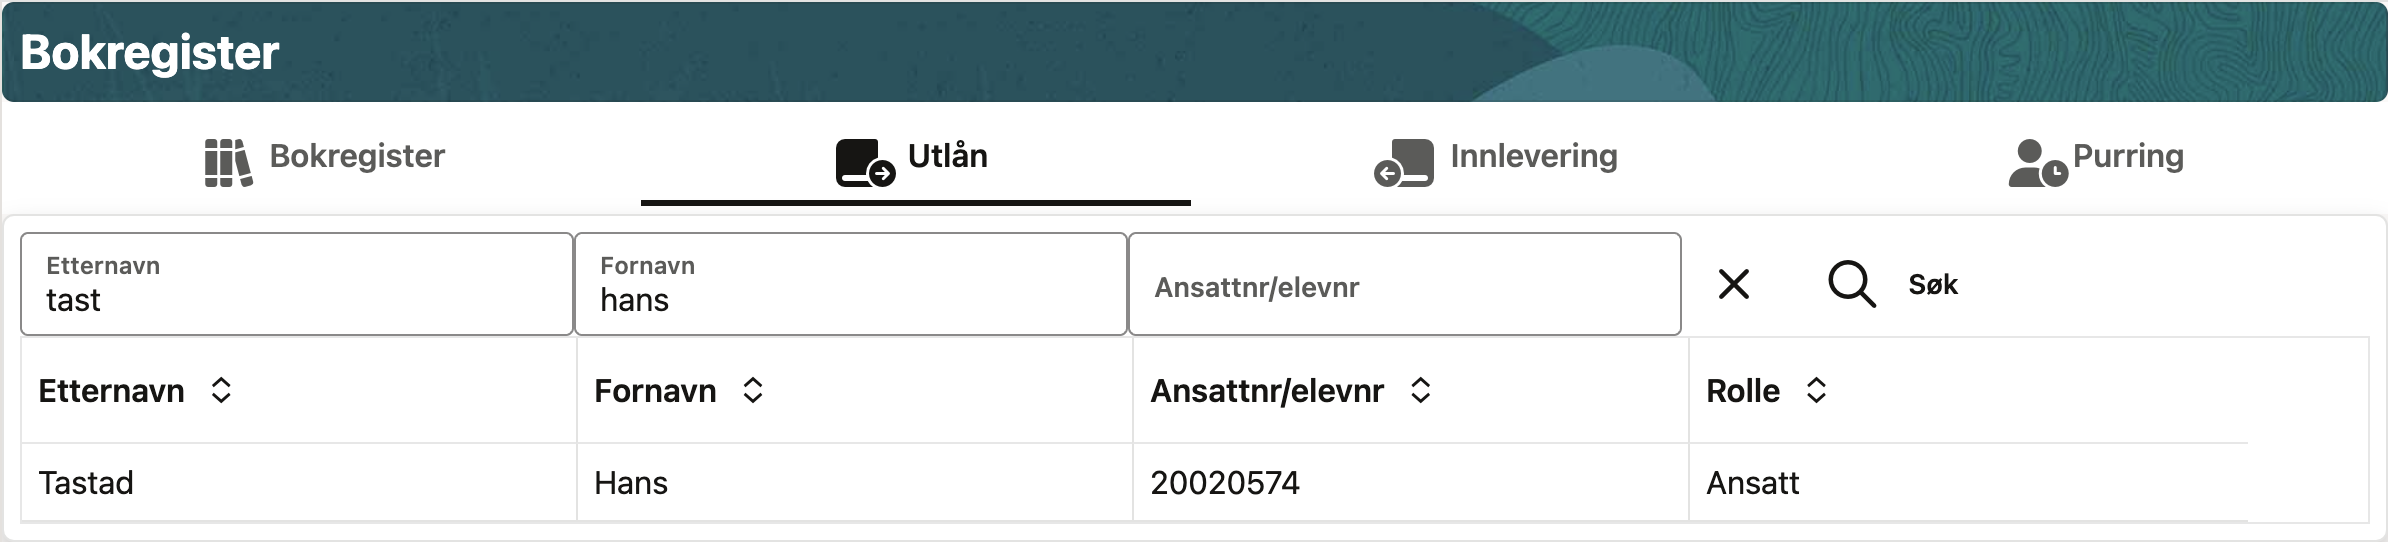 Bokregister
Bokregister Utlån Innlevering Purring
Etternavn Fornavn Ansattnr/elevnr Søk
tast hans
Etternavn Fornavn Ansattnr/elevnr Rolle
Tastad Hans 20020574 Ansatt